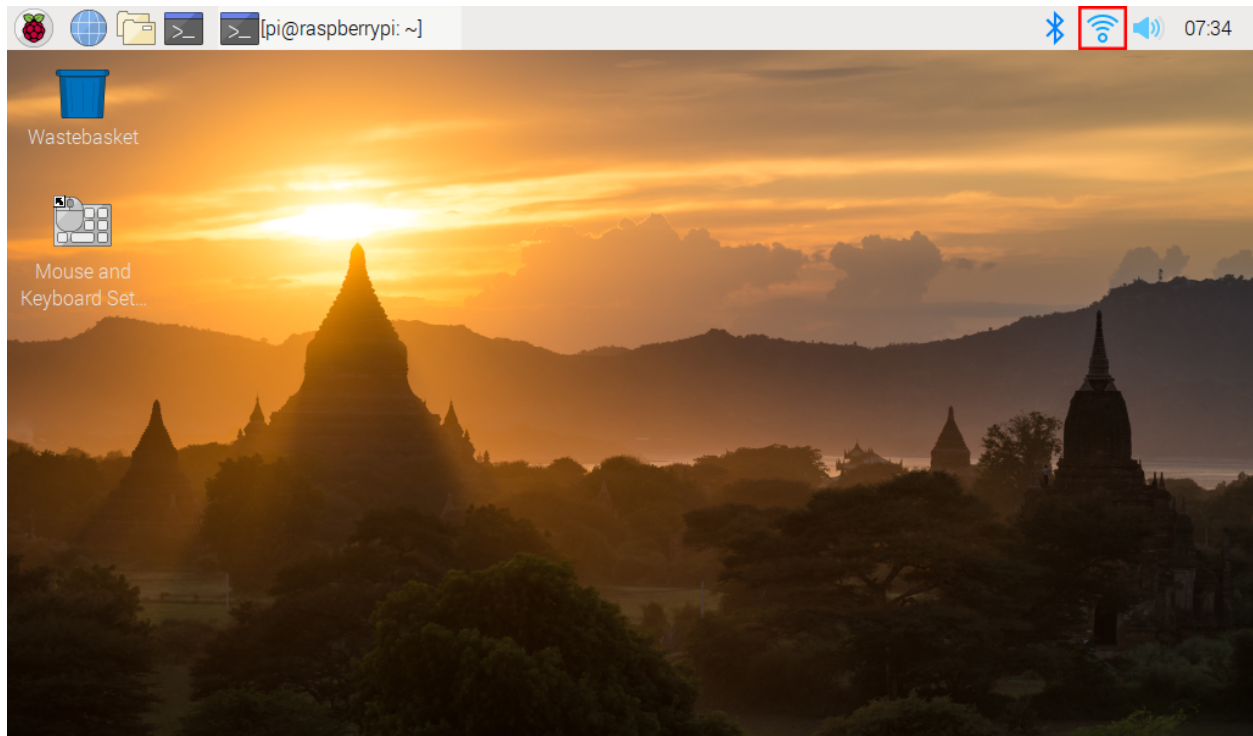 [pi@raspberrypi: ~]
07:34
Wastebasket
Mouse and
Keyboard Set...